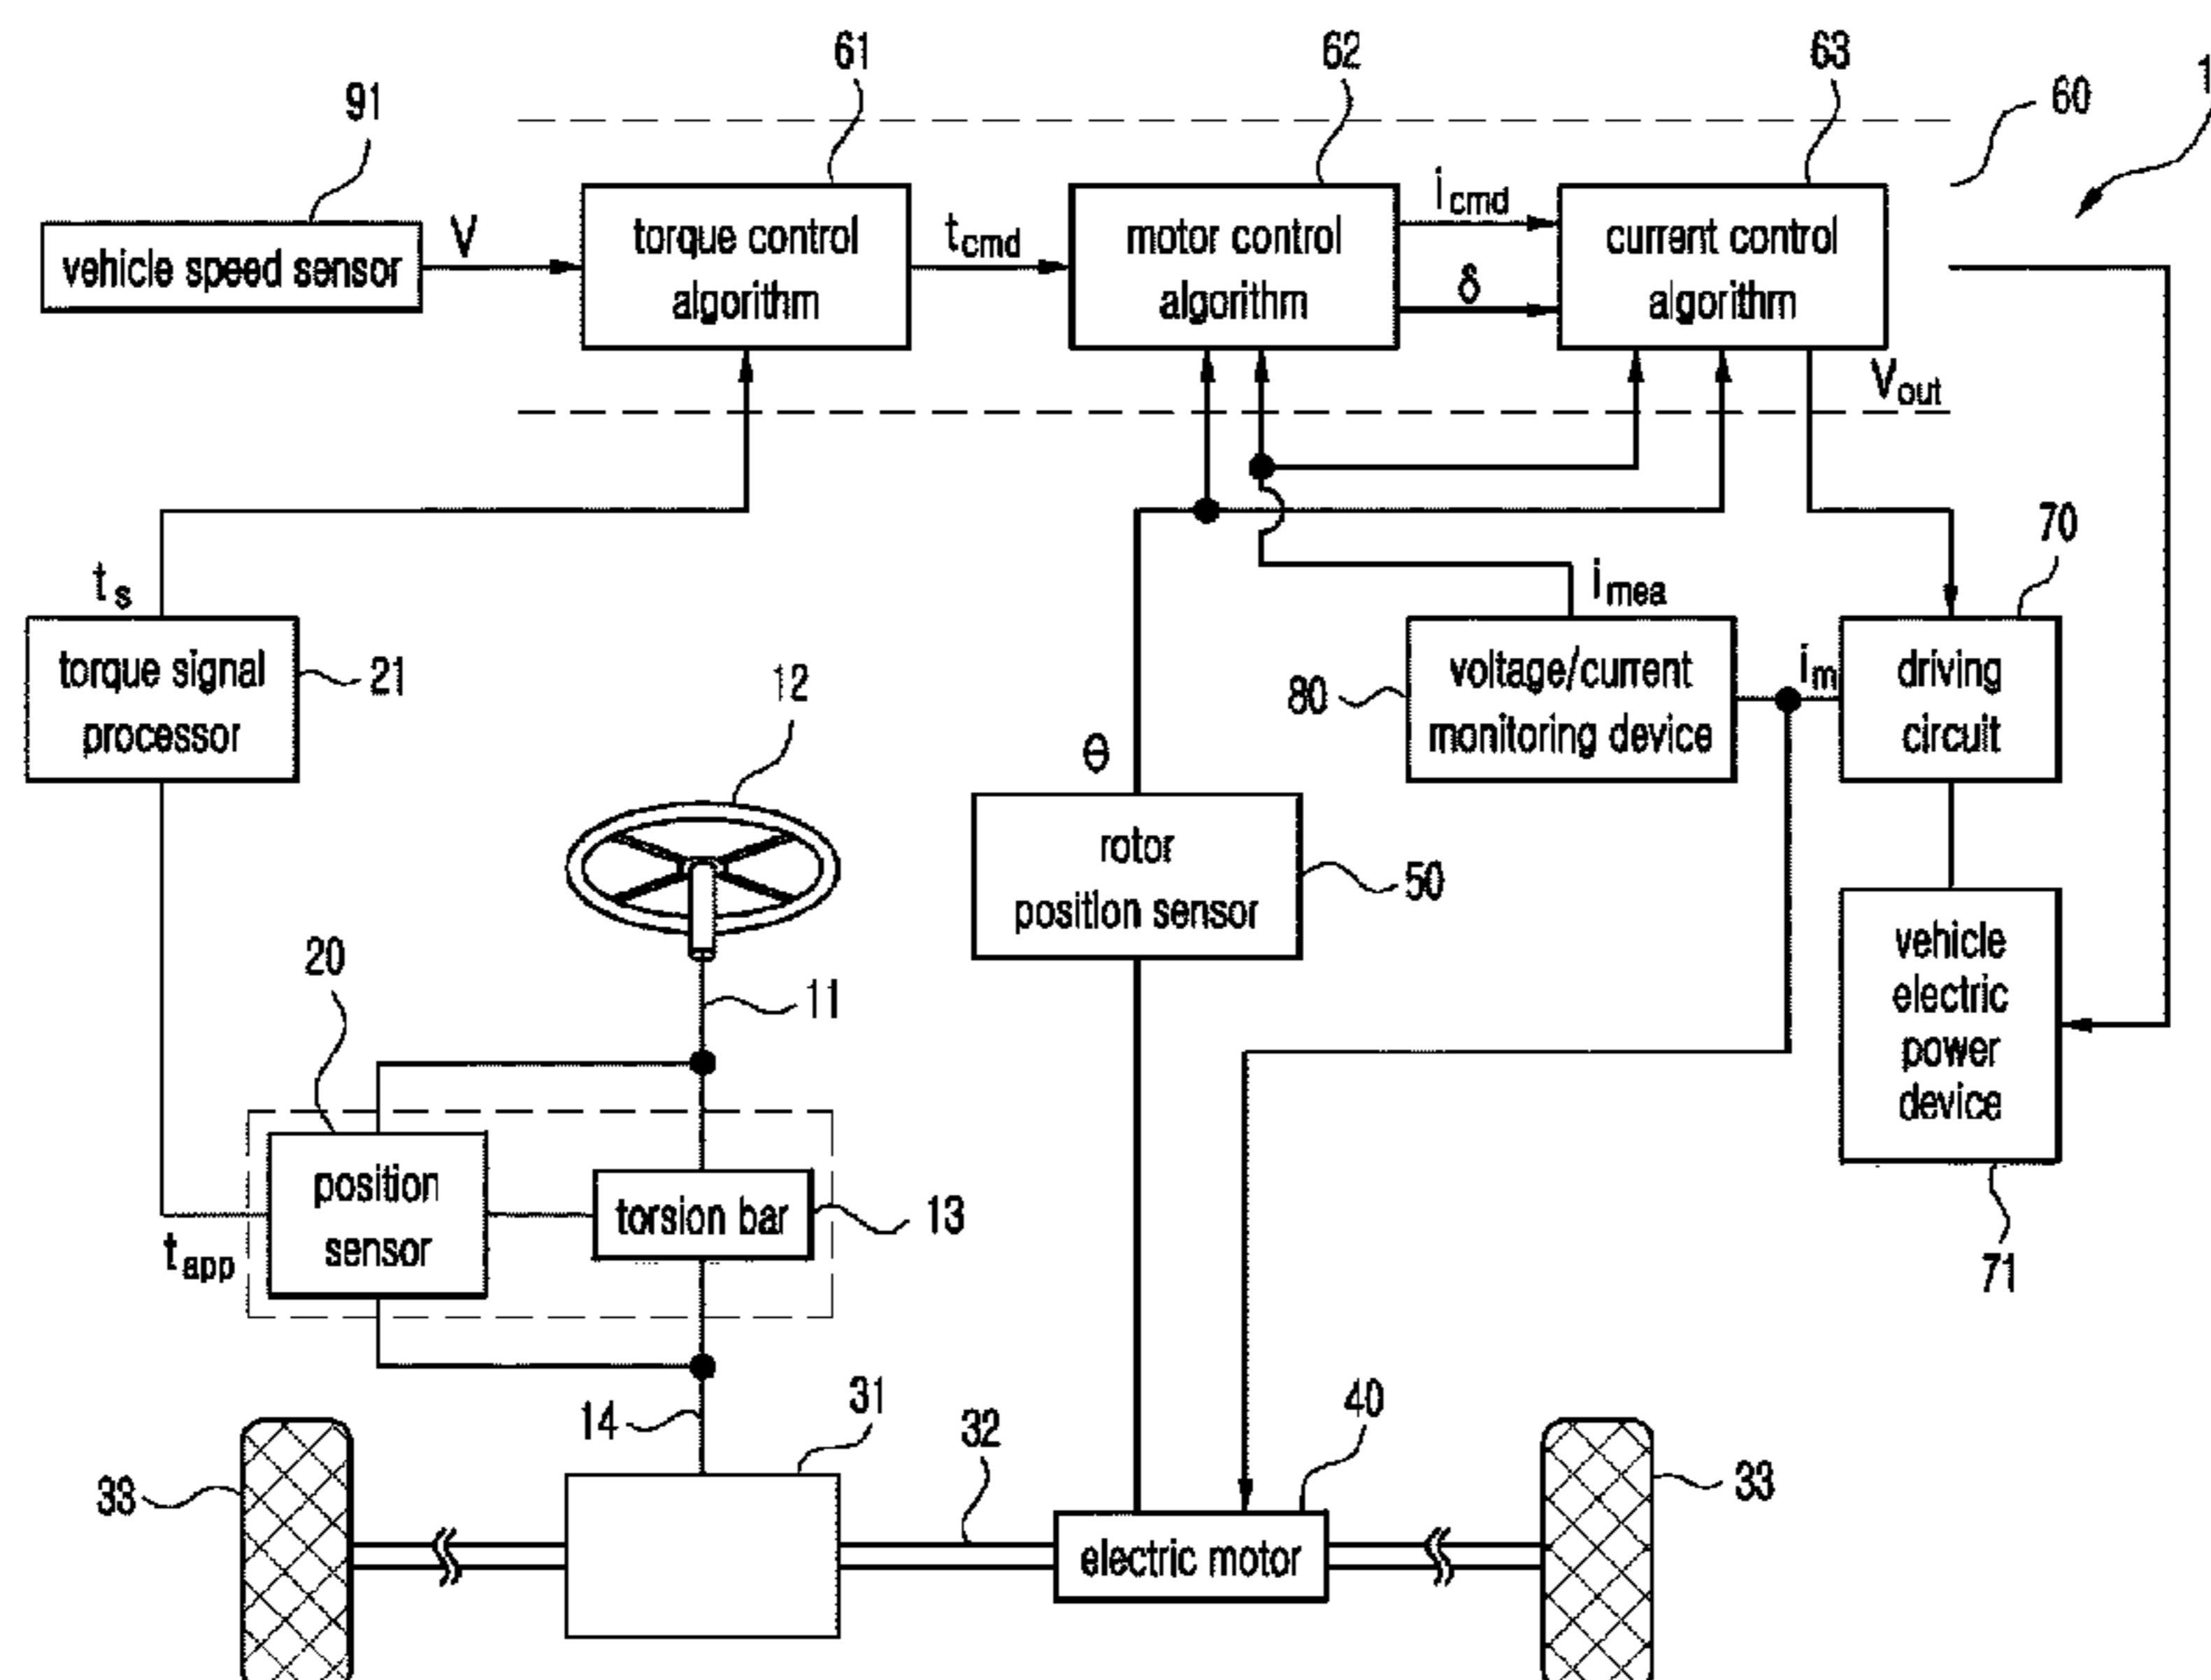 61
62
63
60
1
91
vehicle speed sensor
V
torque control
algorithm
tcmd
motor control
algorithm
icmd
δ
current control
algorithm
Vout
ts
torque signal
processor
21
12
θ
rotor
position sensor
50
imea
80
voltage/current
monitoring device
im
70
driving
circuit
vehicle
electric
power
device
71
20
11
position
sensor
torsion bar
13
tapp
14
31
32
40
33
electric motor
33